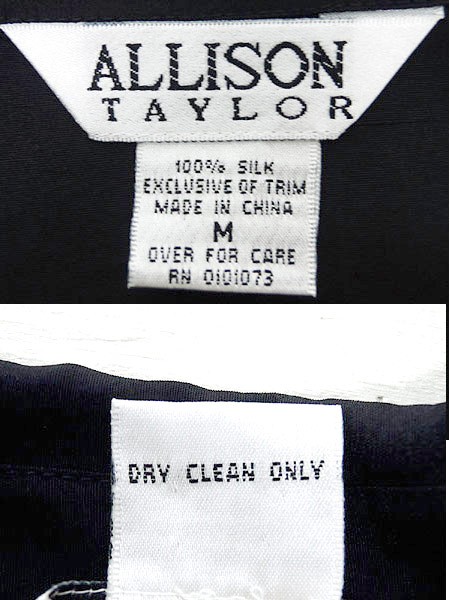 ALLISON
TAYLOR
100% SILK
EXCLUSIVE OF TRIM
MADE IN CHINA
M
OVER FOR CARE
RN 0101073
DRY CLEAN ONLY